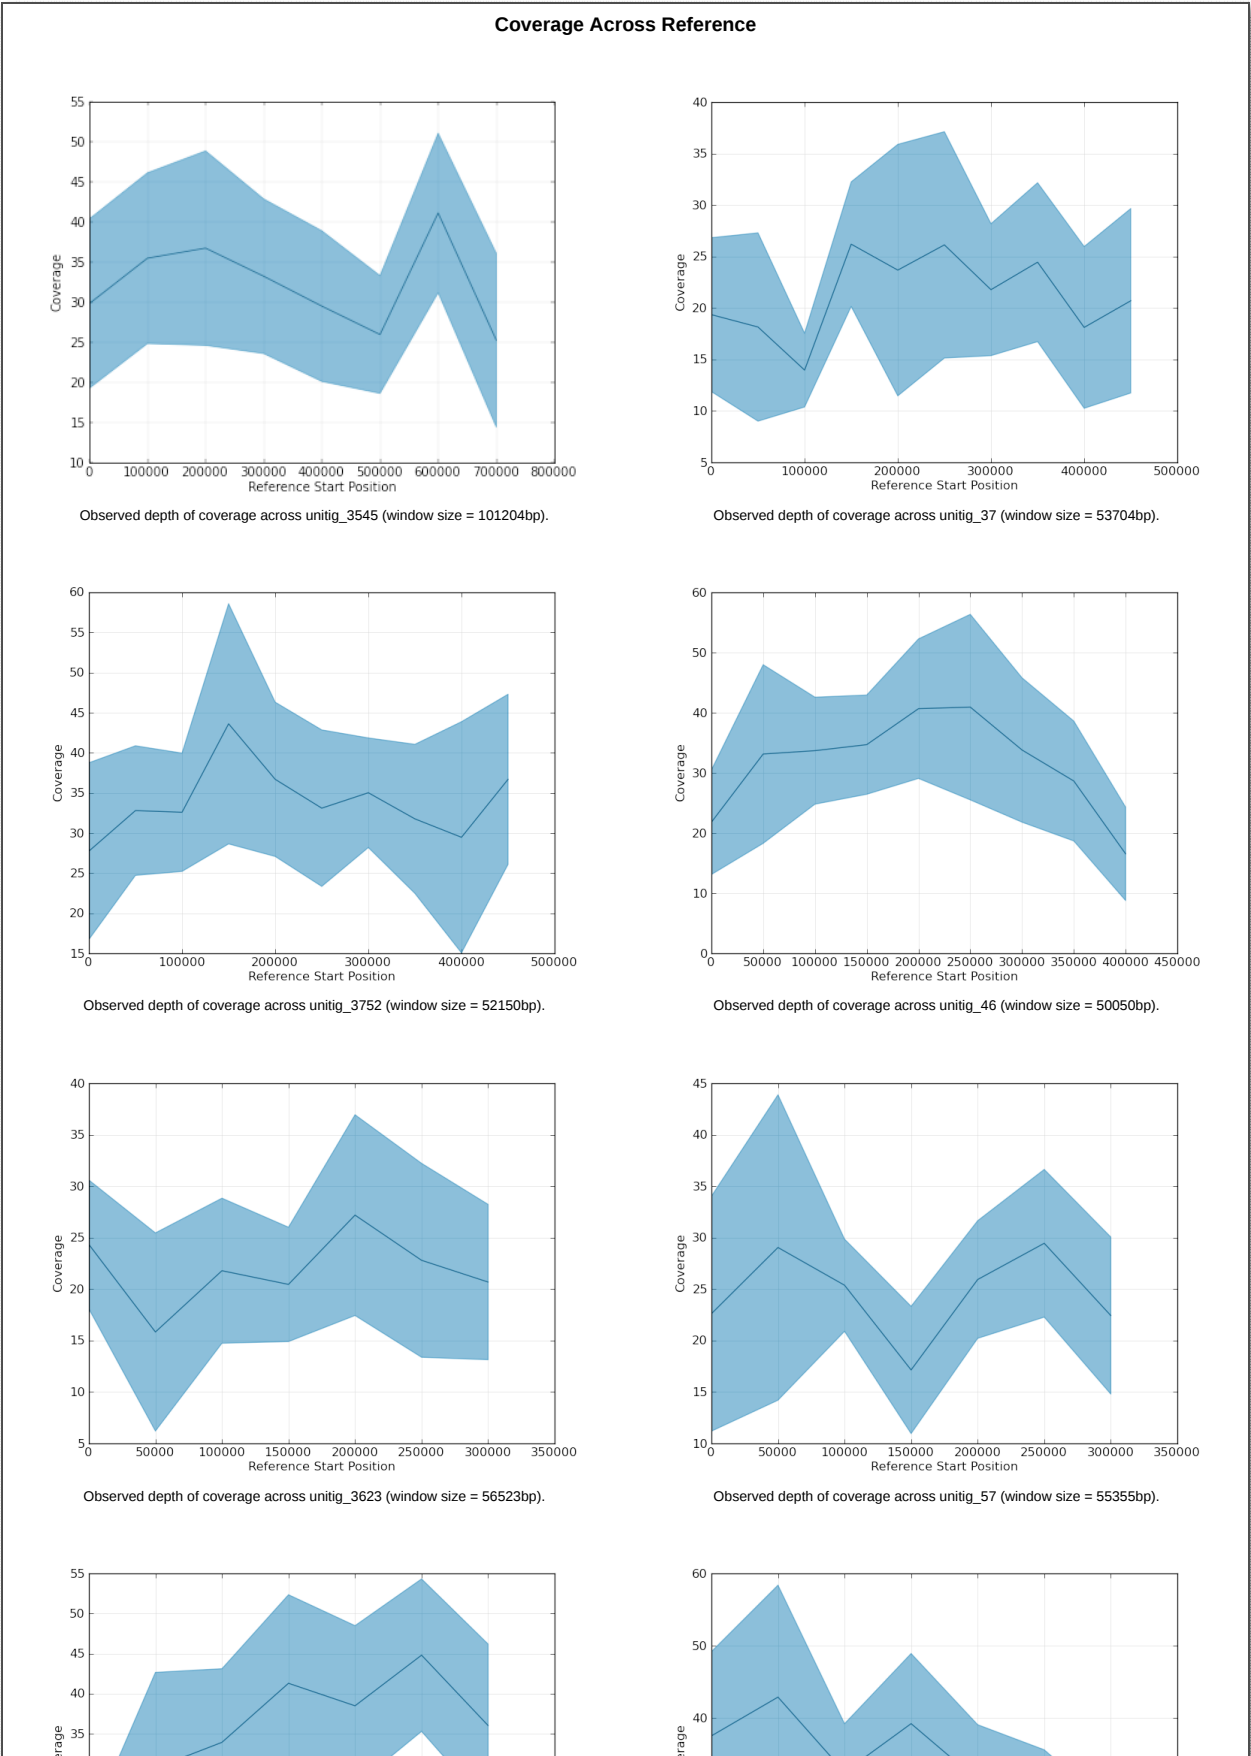 Coverage Across Reference
55
50
45
40
35
30
25
20
15
10
Coverage
0 100000 200000 300000 400000 500000 600000 700000 800000
Reference Start Position
Observed depth of coverage across unitig_3545 (window size = 101204bp).
40
35
30
25
20
15
10
5
Coverage
0 100000 200000 300000 400000 500000
Reference Start Position
Observed depth of coverage across unitig_37 (window size = 53704bp).
60
55
50
45
40
35
30
25
20
15
Coverage
0 100000 200000 300000 400000 500000
Reference Start Position
Observed depth of coverage across unitig_3752 (window size = 52150bp).
60
50
40
30
20
10
0
Coverage
0 50000 100000 150000 200000 250000 300000 350000 400000 450000
Reference Start Position
Observed depth of coverage across unitig_46 (window size = 50050bp).
40
35
30
25
20
15
10
5
Coverage
0 50000 100000 150000 200000 250000 300000 350000
Reference Start Position
Observed depth of coverage across unitig_3623 (window size = 56523bp).
45
40
35
30
25
20
15
10
Coverage
0 50000 100000 150000 200000 250000 300000 350000
Reference Start Position
Observed depth of coverage across unitig_57 (window size = 55355bp).
55
50
45
40
35
erage
60
50
40
erage